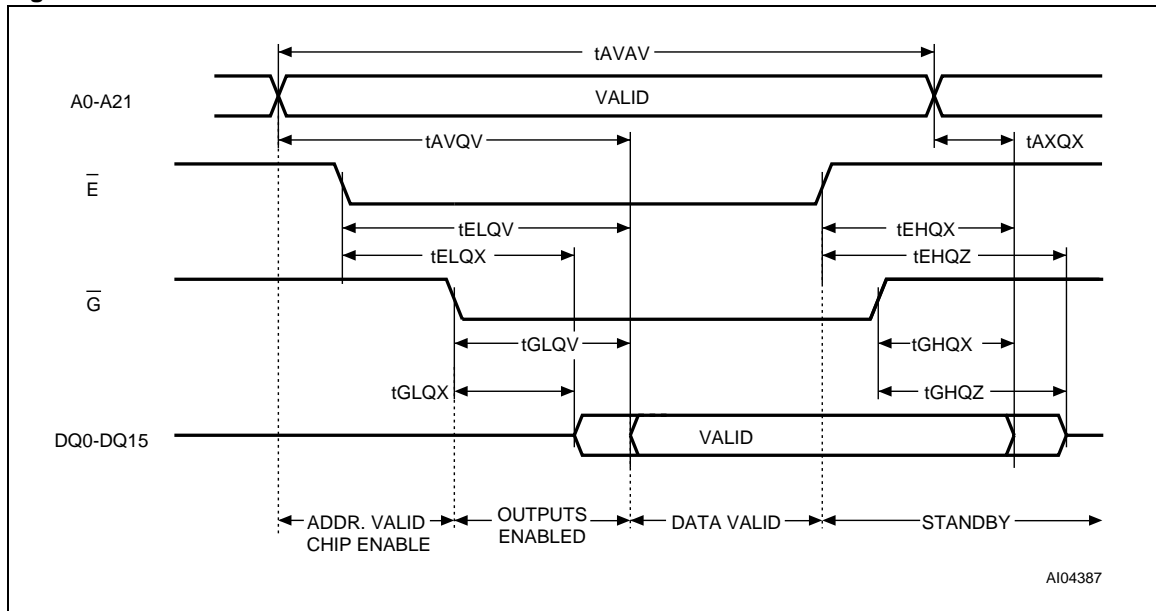 tAVAV
A0-A21
VALID
tAVQV
tAXQX
E
tELQV
tEHQX
tELQX
tEHQZ
G
tGLQV
tGHQX
tGLQX
tGHQZ
DQ0-DQ15
VALID
ADDR. VALID
CHIP ENABLE
OUTPUTS
ENABLED
DATA VALID
STANDBY
AI04387